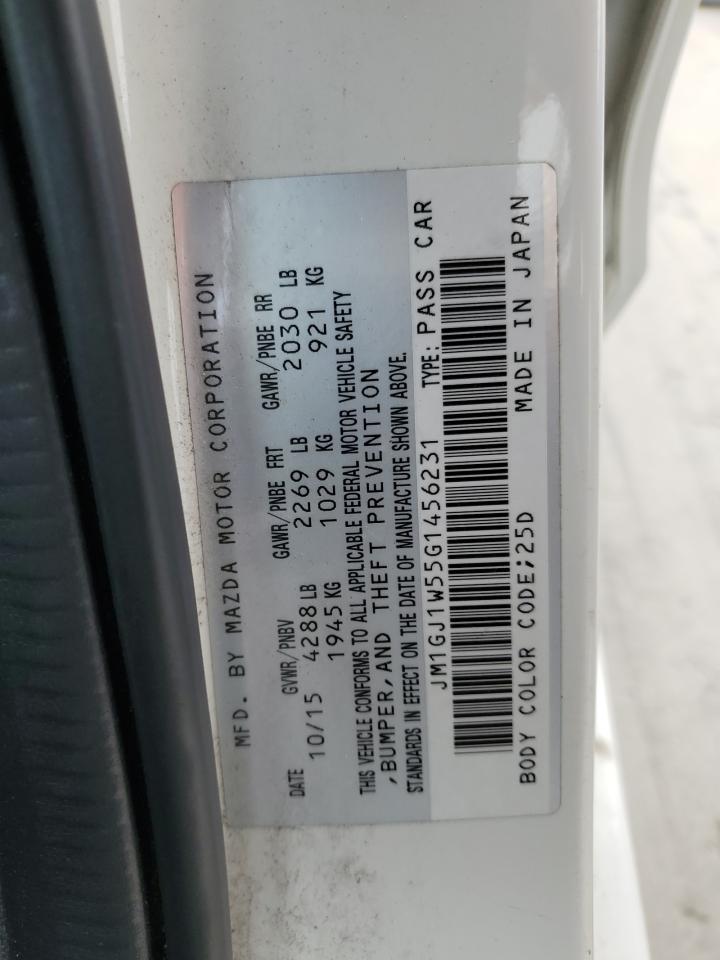 MFD. BY MAZDA MOTOR CORPORATION
DATE GVWR/PNBV GAWR/PNBE FRT GAWR/PNBE RR
10/15 4288 LB 2269 LB 2030 LB
1945 KG 1029 KG 921 KG
THIS VEHICLE CONFORMS TO ALL APPLICABLE FEDERAL MOTOR VEHICLE SAFETY
,BUMPER,AND THEFT PREVENTION
STANDARDS IN EFFECT ON THE DATE OF MANUFACTURE SHOWN ABOVE.
JM1GJ1W55G1456231 TYPE: PASS CAR
BODY COLOR CODE;25D MADE IN JAPAN